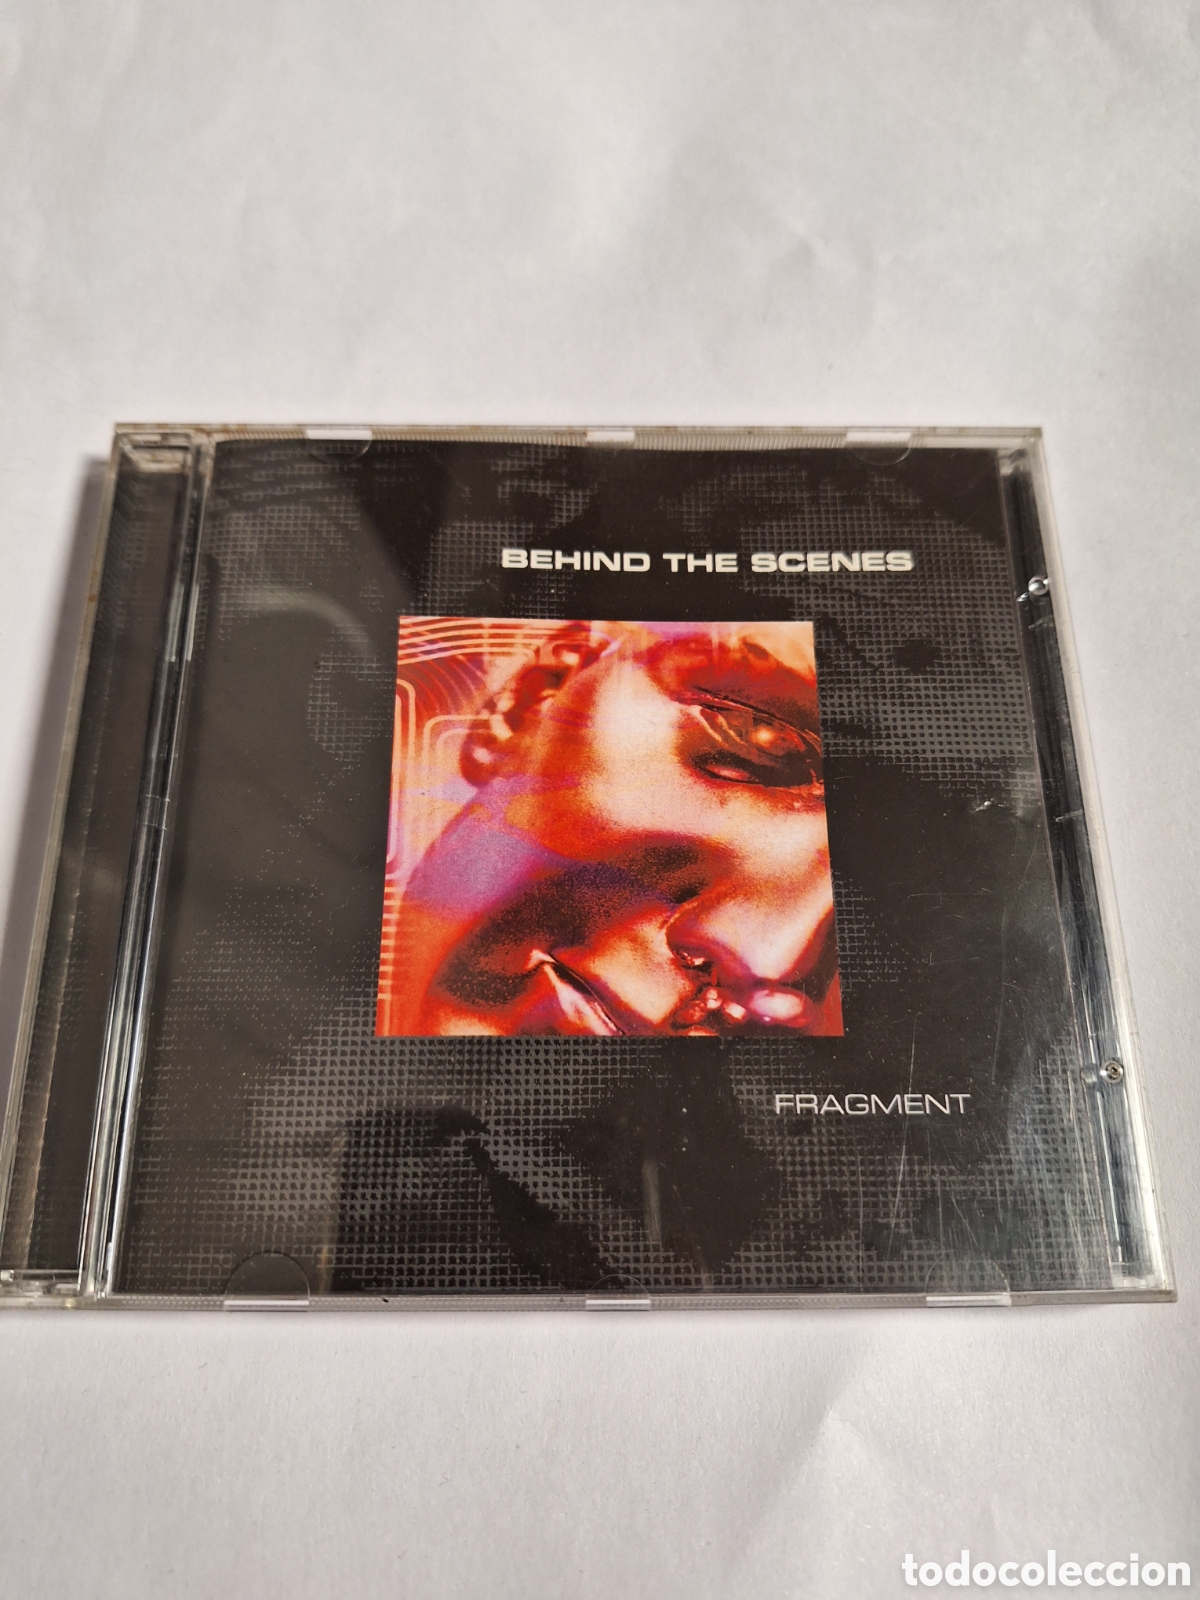 BEHIND THE SCENES
FRAGMENT
todocoleccion